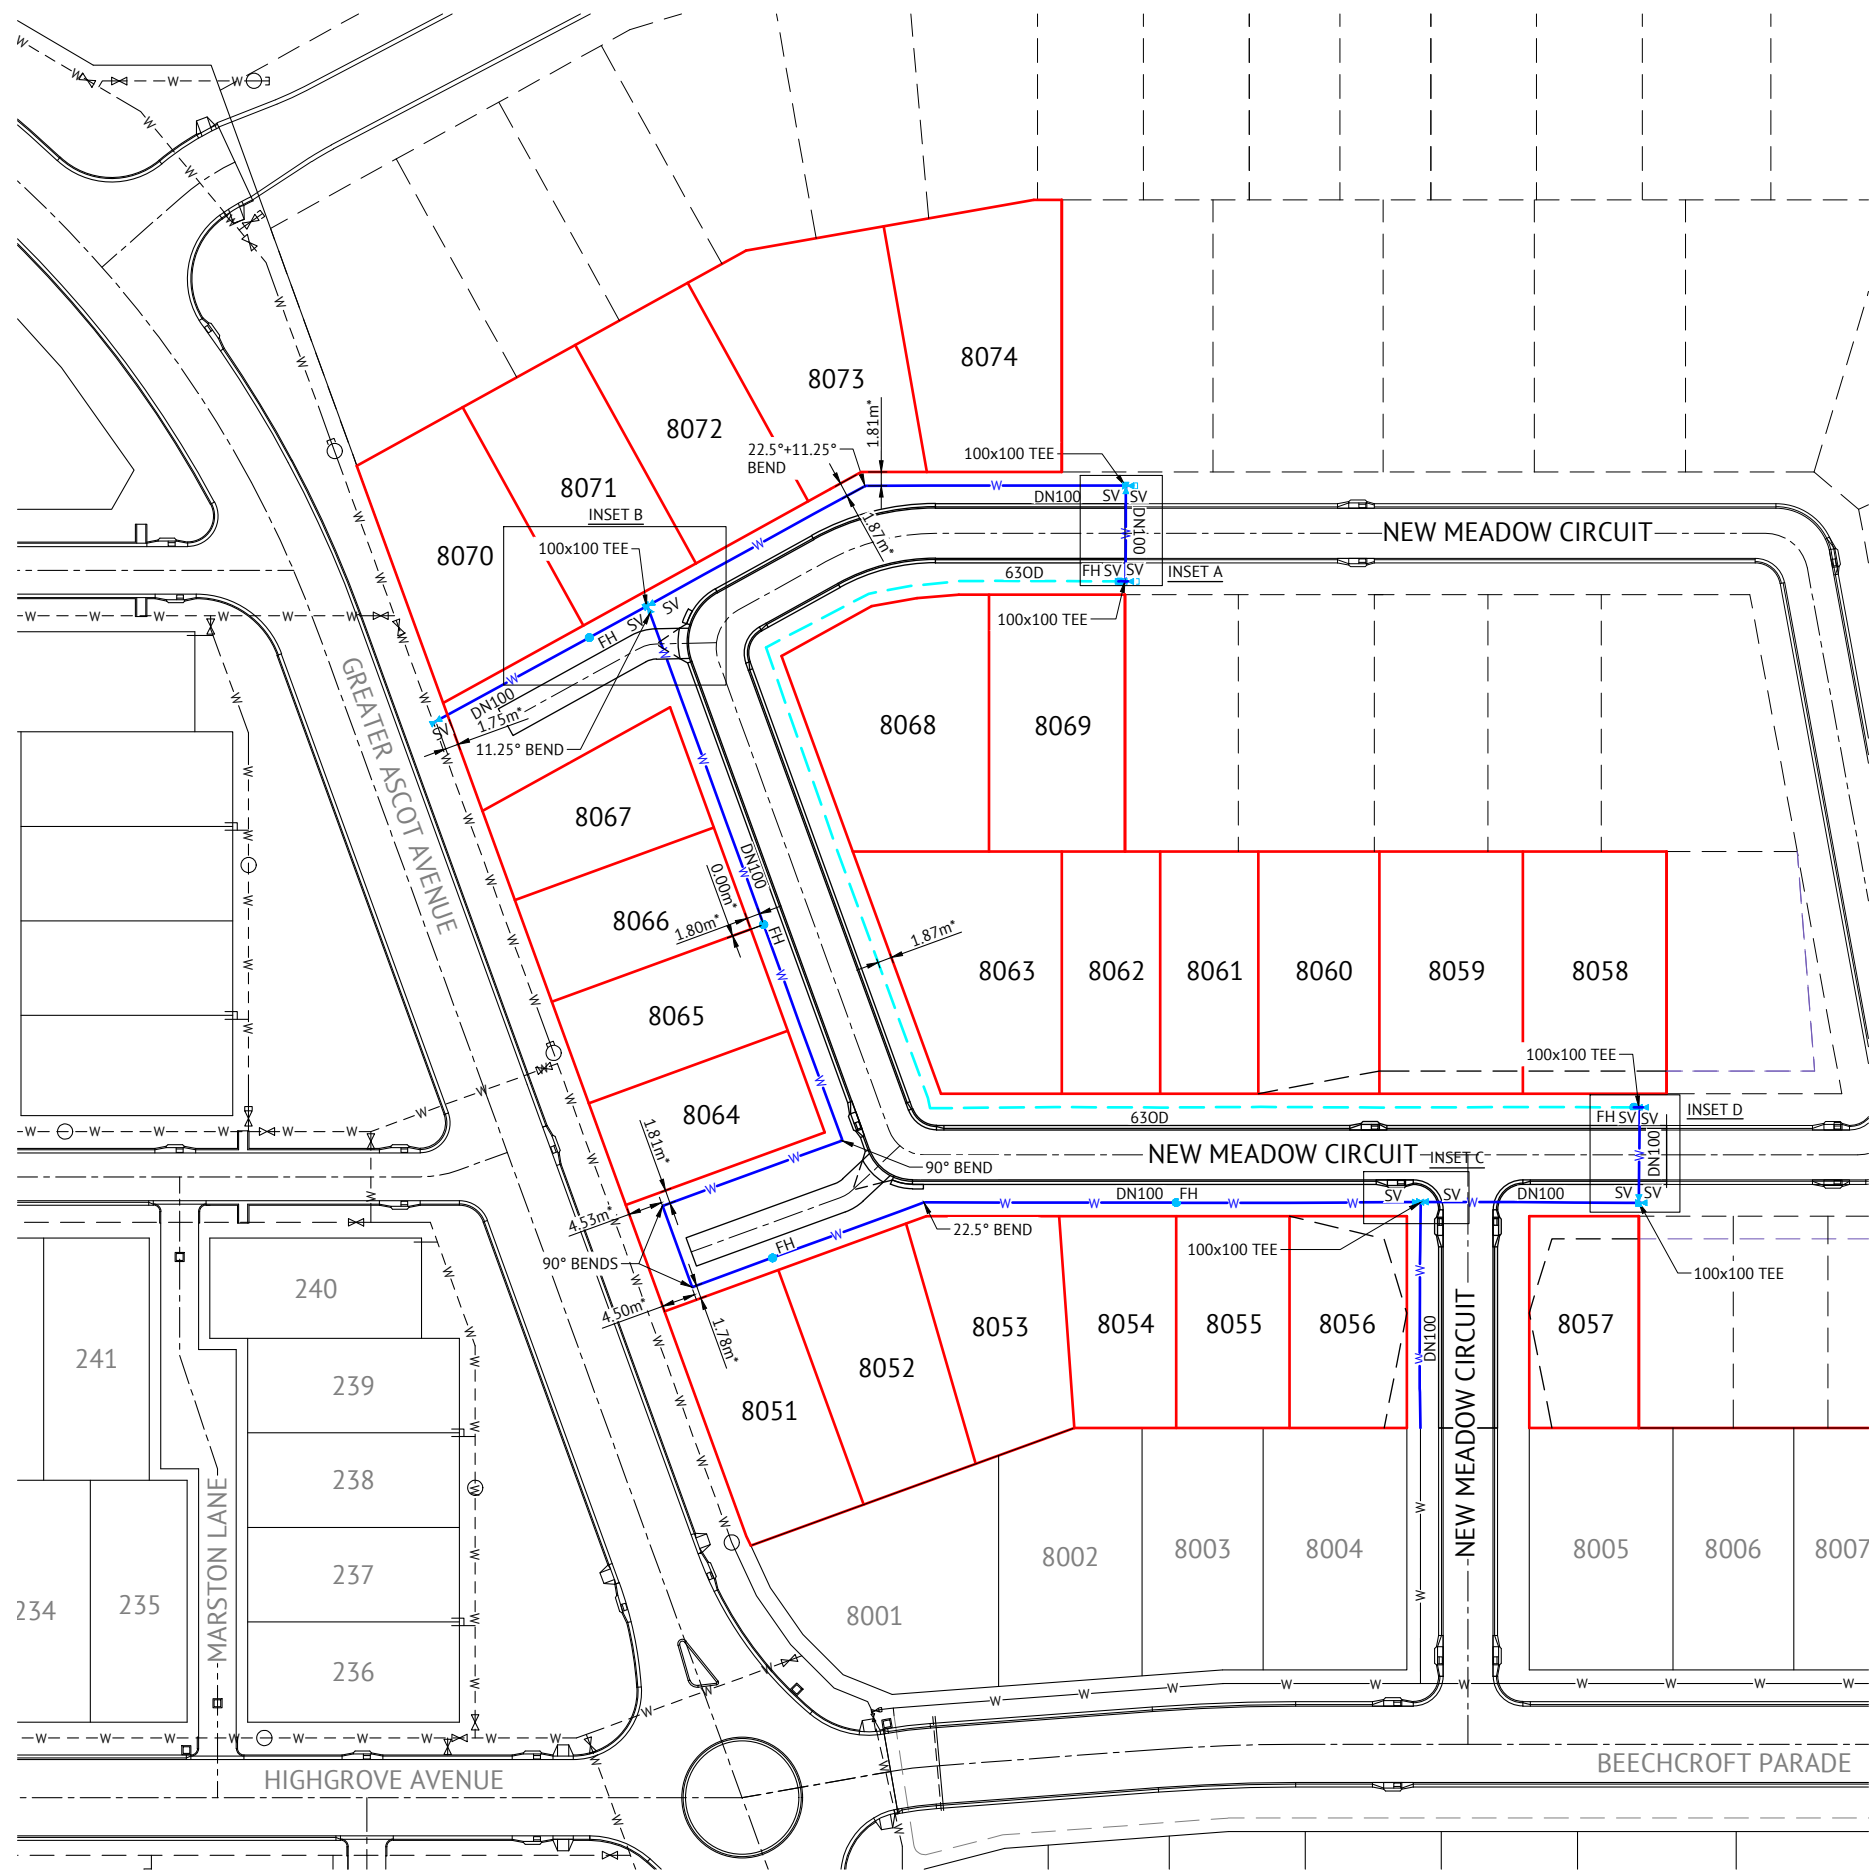 8074
8073
8072
8071
8070
1.81m*
22.5°+11.25°
BEND
100x100 TEE
DN100
SV
SV
DN100
FH
SV
SV
INSET A
100x100 TEE
63OD
NEW MEADOW CIRCUIT
1.87m*
INSET B
100x100 TEE
SV
SV
FH
DN100
1.75m*
SV
11.25° BEND
GREATER ASCOT AVENUE
8068
8069
8067
8066
8065
8064
DN100
0.00m*
1.80m*
FH
1.87m*
8063
8062
8061
8060
8059
8058
100x100 TEE
FH
SV
SV
INSET D
63OD
DN100
NEW MEADOW CIRCUIT
INSET C
90° BEND
1.81m*
4.53m*
90° BENDS
4.50m*
1.78m*
FH
22.5° BEND
DN100
FH
SV
SV
DN100
SV
SV
100x100 TEE
100x100 TEE
DN100
NEW MEADOW CIRCUIT
8051
8052
8053
8054
8055
8056
8057
240
241
239
238
237
236
235
234
MARSTON LANE
8001
8002
8003
8004
8005
8006
8007
HIGHGROVE AVENUE
BEECHCROFT PARADE